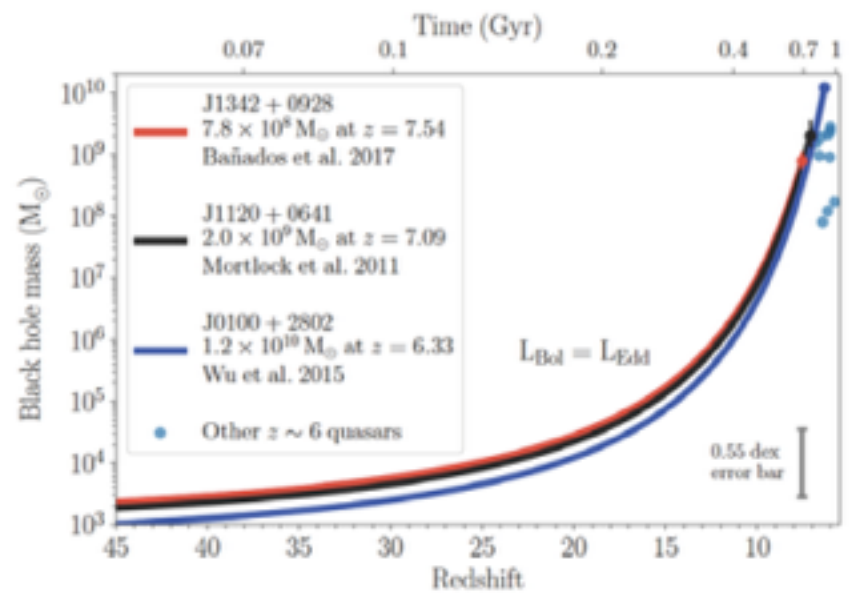 Time (Gyr)
0.07 0.1 0.2 0.4 0.7 1
Black hole mass (M⊙)
10¹⁰
10⁹
10⁸
10⁷
10⁶
10⁵
10⁴
10³
J1342 + 0928
7.8 × 10⁸ M⊙ at z = 7.54
Bañados et al. 2017
J1120 + 0641
2.0 × 10⁹ M⊙ at z = 7.09
Mortlock et al. 2011
J0100 + 2802
1.2 × 10¹⁰ M⊙ at z = 6.33
Wu et al. 2015
Other z ∼ 6 quasars
L_Bol = L_Edd
0.55 dex
error bar
45 40 35 30 25 20 15 10
Redshift